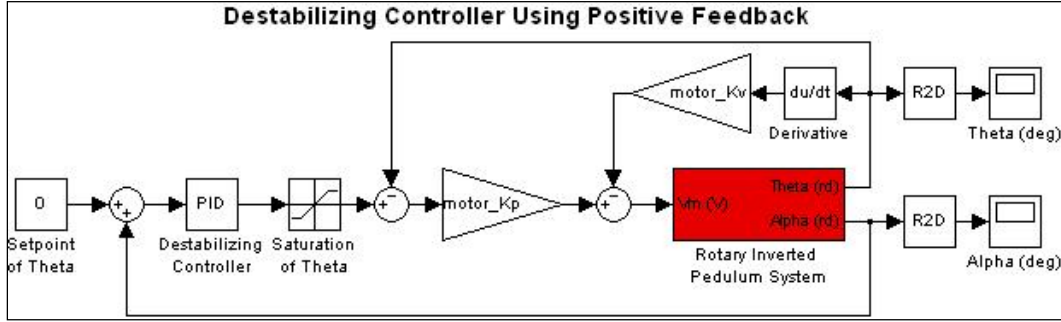 Destabilizing Controller Using Positive Feedback
motor_Kv
du/dt
R2D
Derivative
Theta (deg)
0
PID
motor_Kp
Vm (V)
Theta (rd)
Alpha (rd)
R2D
Setpoint
of Theta
Destabilizing
Controller
Saturation
of Theta
Rotary Inverted
Pedulum System
Alpha (deg)